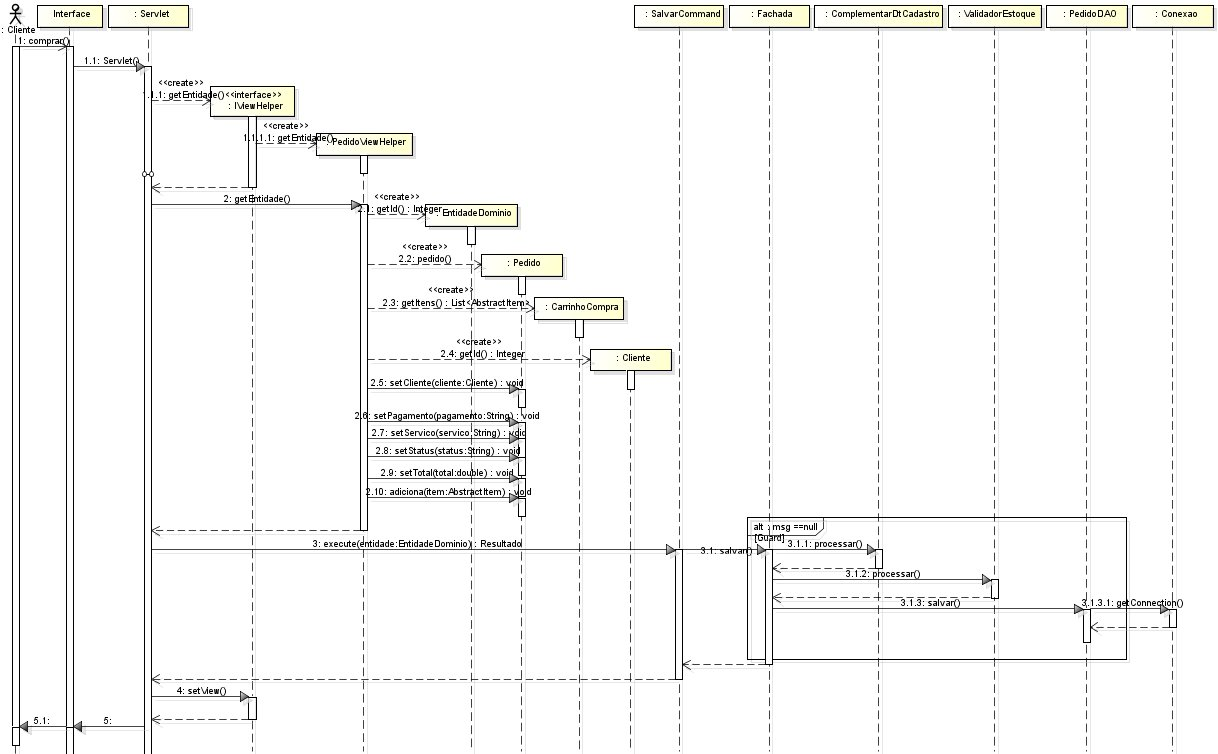 Interface
: Servlet
: SalvarCommand
: Fachada
: ComplementarDtCadastro
: ValidadorEstoque
: PedidoDAO
: Conexao
: Cliente
1: comprar()
1.1: Servlet()
<<create>>
1.1.1: getEntidade()
<<interface>>
: IViewHelper
<<create>>
1.1.1.1: getEntidade()
: PedidoViewHelper
2: getEntidade()
<<create>>
2.1: getId() : Integer
: EntidadeDominio
<<create>>
2.2: pedido()
: Pedido
<<create>>
2.3: getItens() : List<AbstractItem>
: CarrinhoCompra
<<create>>
2.4: getId() : Integer
: Cliente
2.5: setCliente(cliente:Cliente) : void
2.6: setPagamento(pagamento:String) : void
2.7: setServico(servico:String) : void
2.8: setStatus(status:String) : void
2.9: setTotal(total:double) : void
2.10: adiciona(item:AbstractItem) : void
alt : msg ==null
[Guard]
3: execute(entidade:EntidadeDominio) : Resultado
3.1: salvar()
3.1.1: processar()
3.1.2: processar()
3.1.3: salvar()
3.1.3.1: getConnection()
4: setView()
5.1:
5: